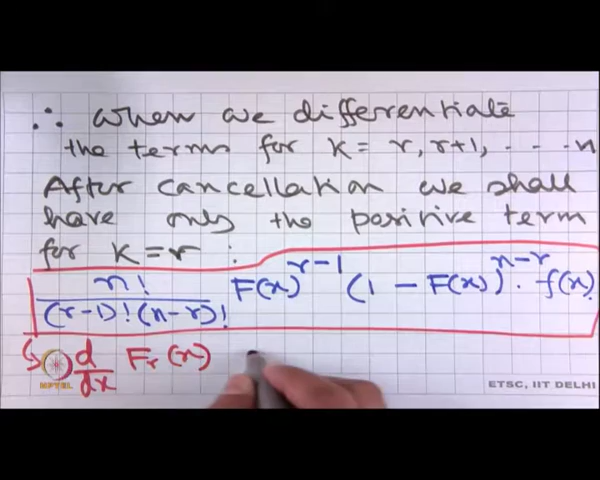 ∴ when we differentiate
the terms for k = r, r+1, . . . . n
After cancellation we shall
have only the positive term
for k = r :
n! / (r-1)! (n-r)! F(x)^{r-1} (1 - F(x))^{n-r} . f(x)
d/dx F_r(x)
NPTEL
ETSC, IIT DELHI